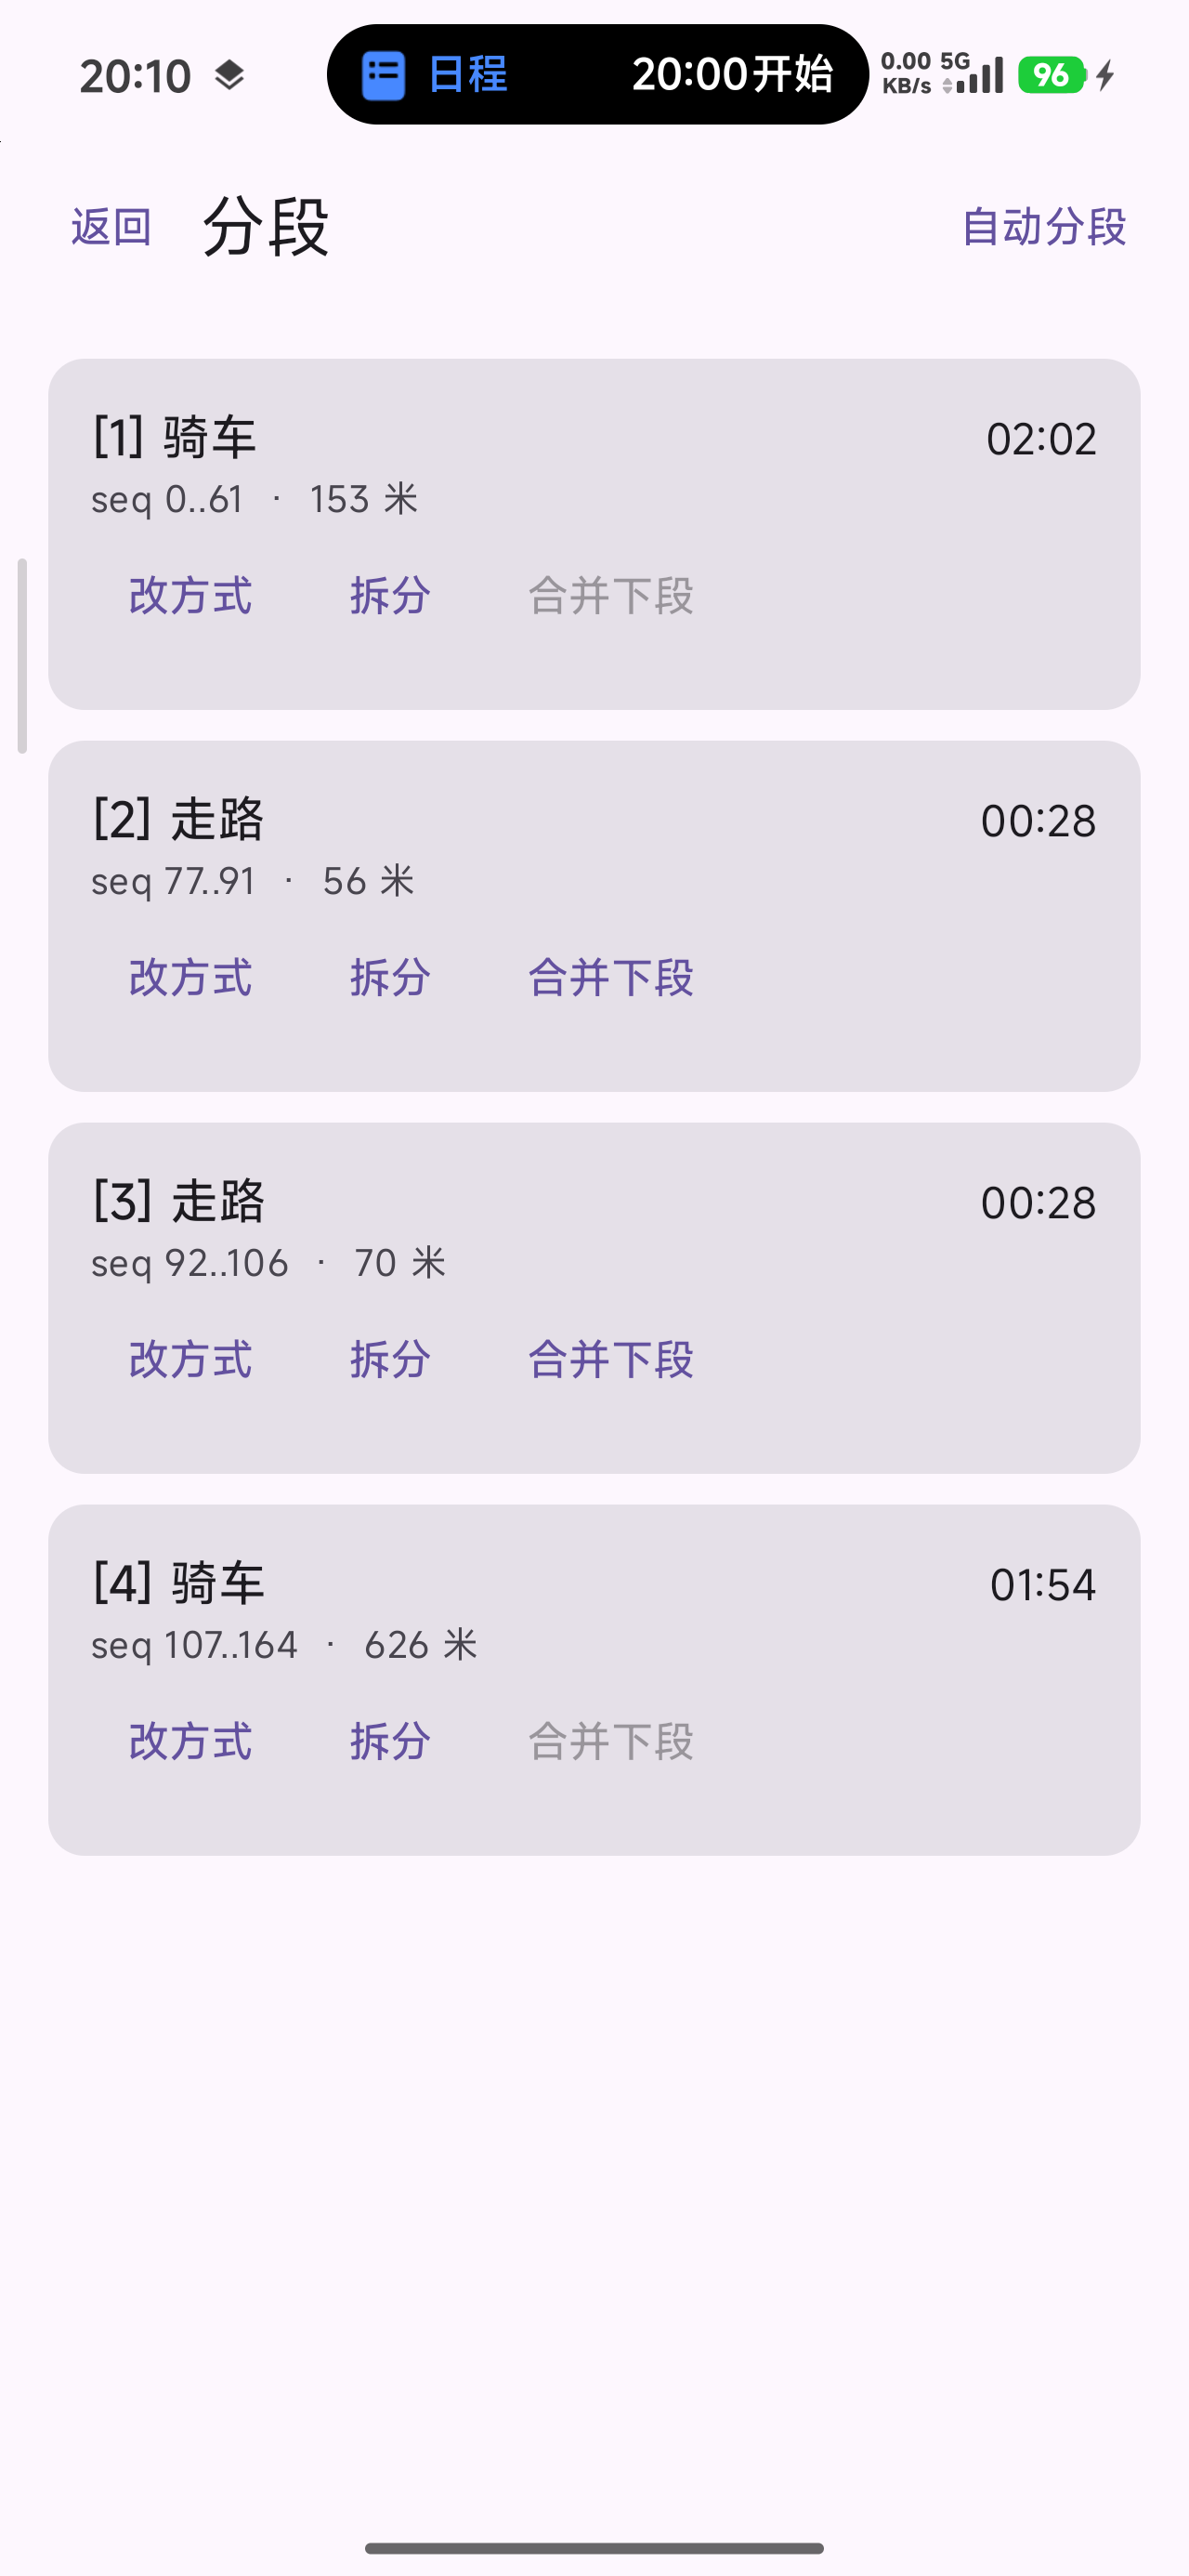 20:10
日程 20:00开始
0.00 5G
KB/s
96
返回 分段 自动分段
[1] 骑车 02:02
seq 0..61 · 153 米
改方式 拆分 合并下段
[2] 走路 00:28
seq 77..91 · 56 米
改方式 拆分 合并下段
[3] 走路 00:28
seq 92..106 · 70 米
改方式 拆分 合并下段
[4] 骑车 01:54
seq 107..164 · 626 米
改方式 拆分 合并下段